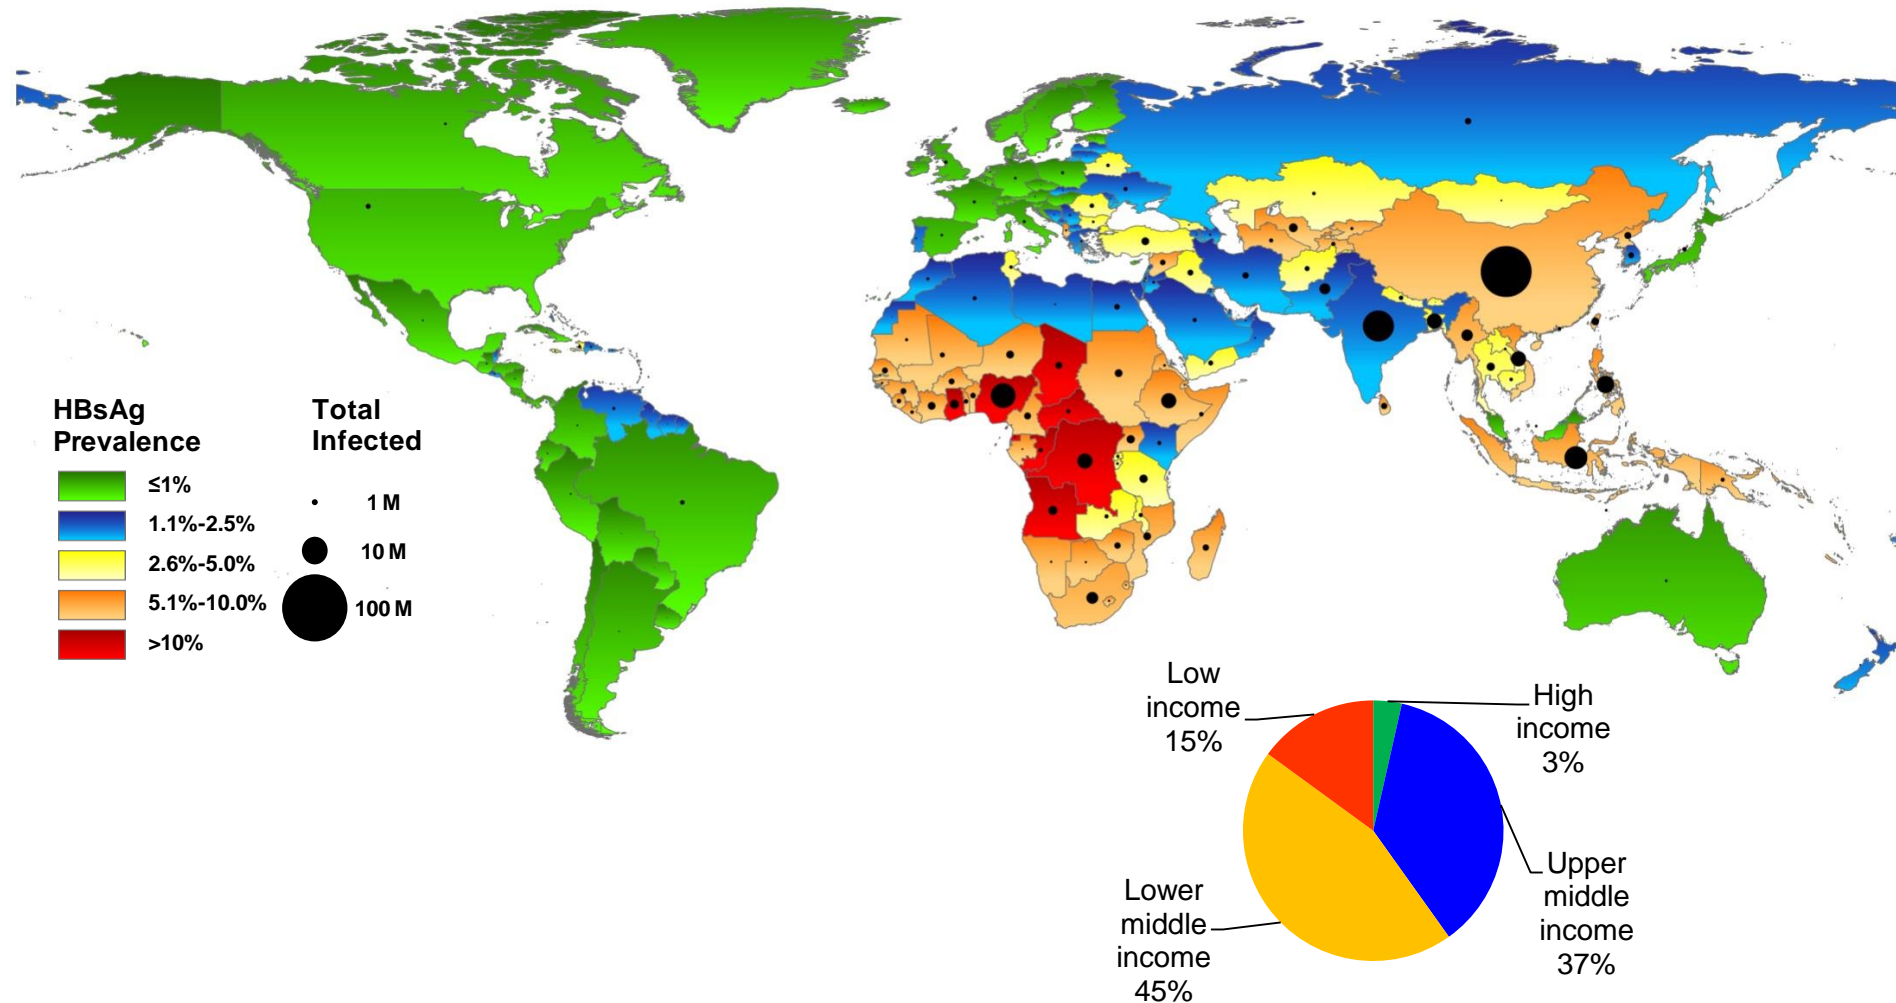 HBsAg
Prevalence
≤1%
1.1%-2.5%
2.6%-5.0%
5.1%-10.0%
>10%
Total
Infected
1 M
10 M
100 M
Low
income
15%
High
income
3%
Lower
middle
income
45%
Upper
middle
income
37%